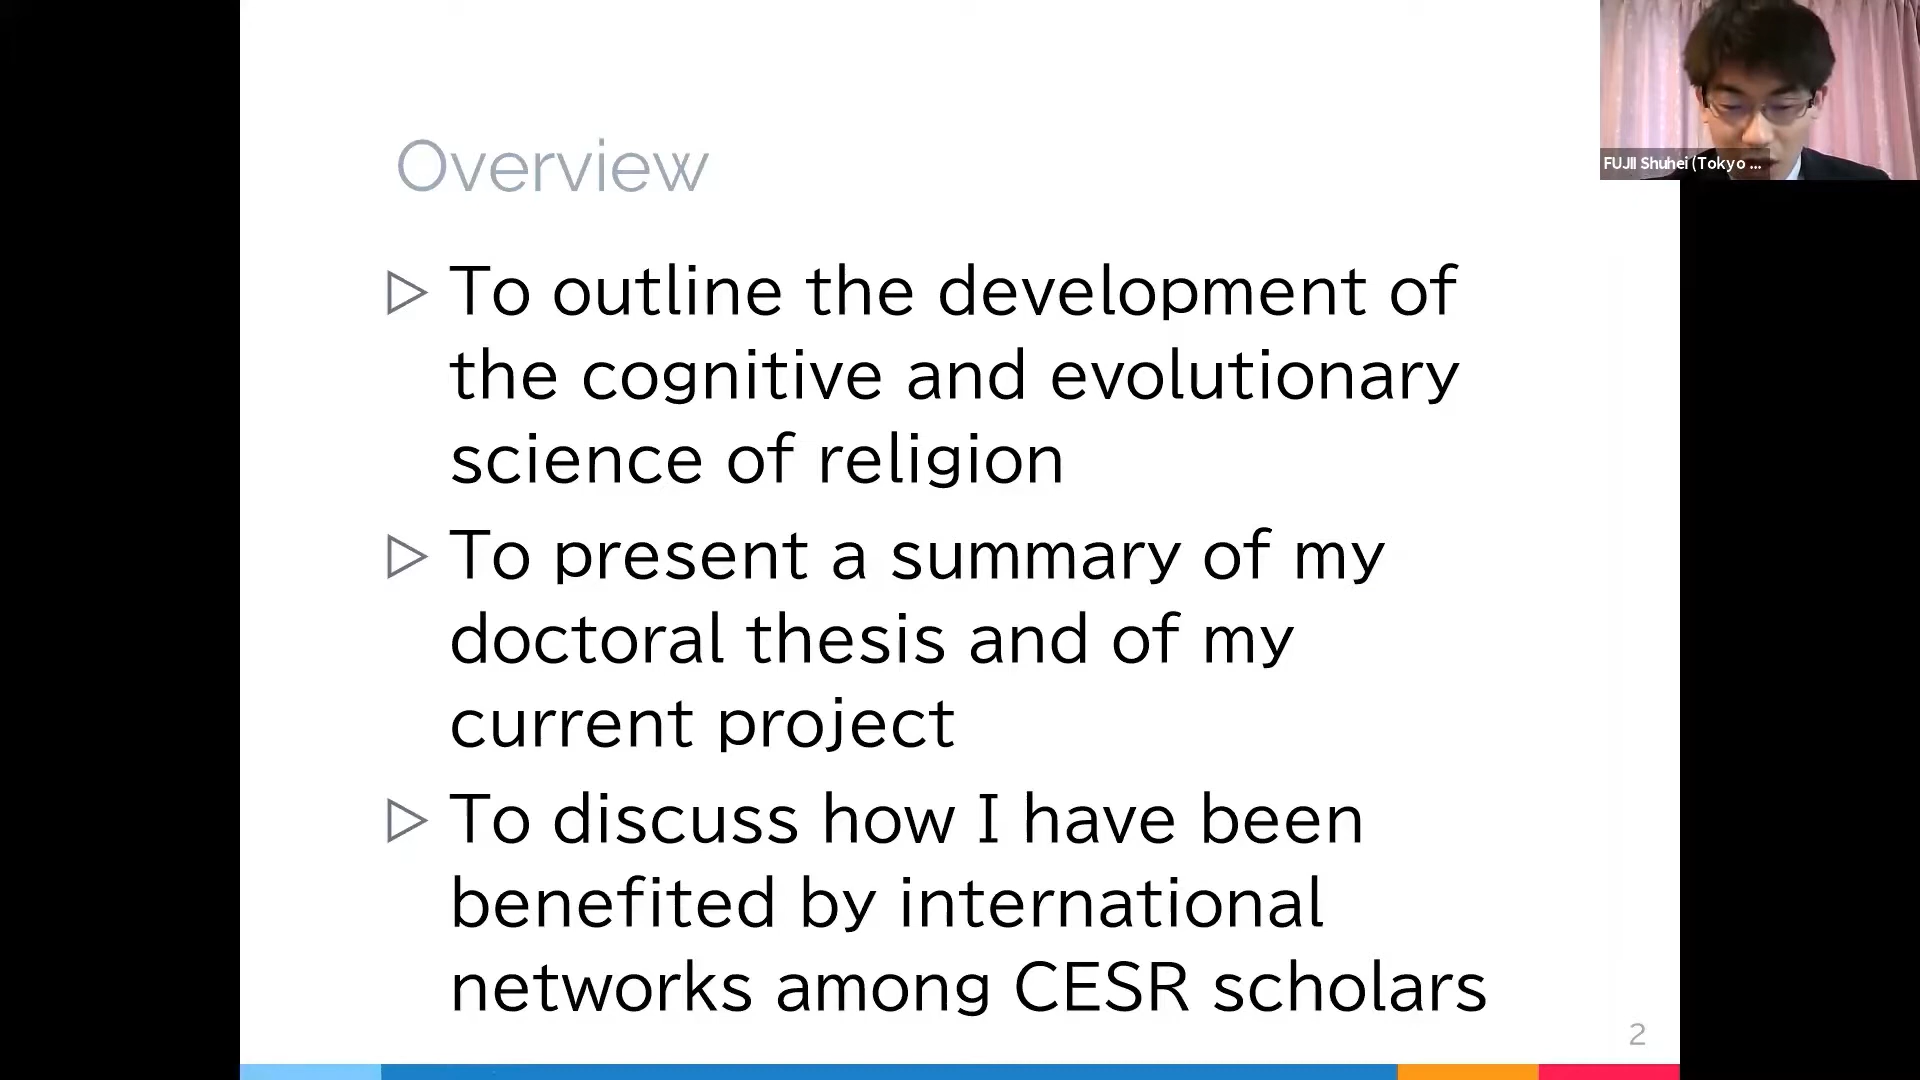 Overview
▷ To outline the development of
the cognitive and evolutionary
science of religion
▷ To present a summary of my
doctoral thesis and of my
current project
▷ To discuss how I have been
benefited by international
networks among CESR scholars
2
FUJII Shuhei (Tokyo ...